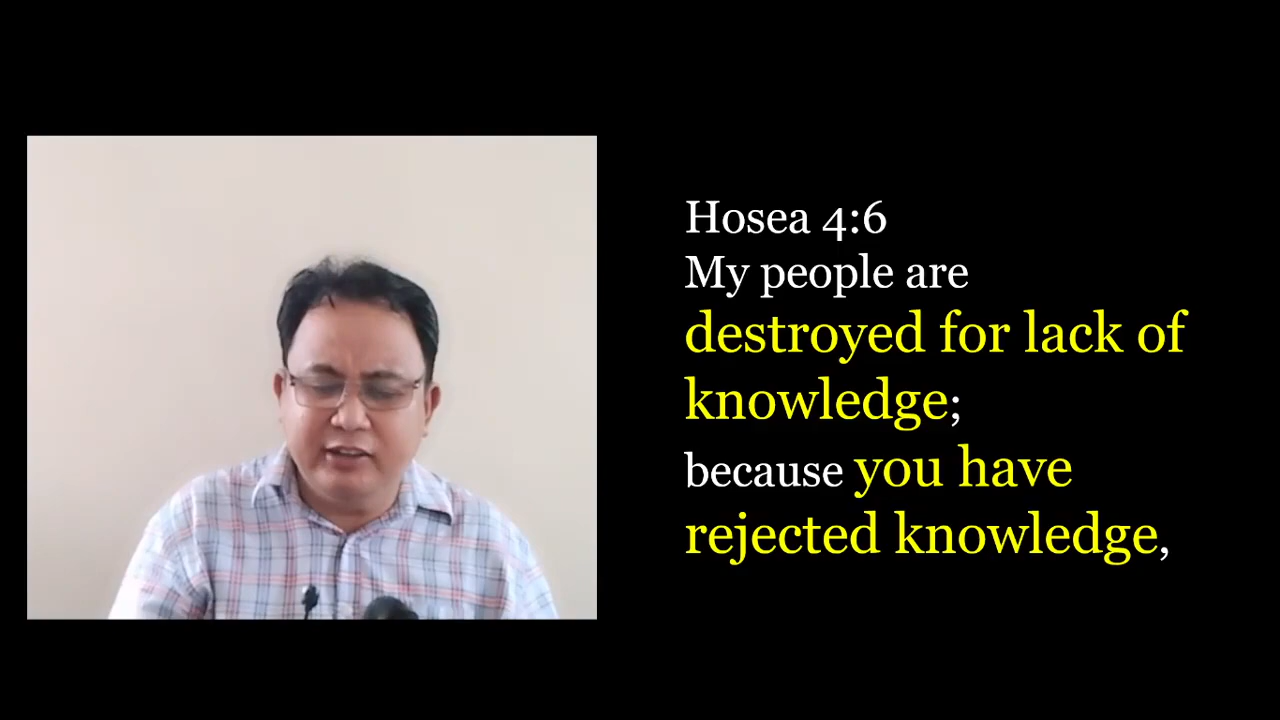 Hosea 4:6
My people are
destroyed for lack of
knowledge;
because you have
rejected knowledge,